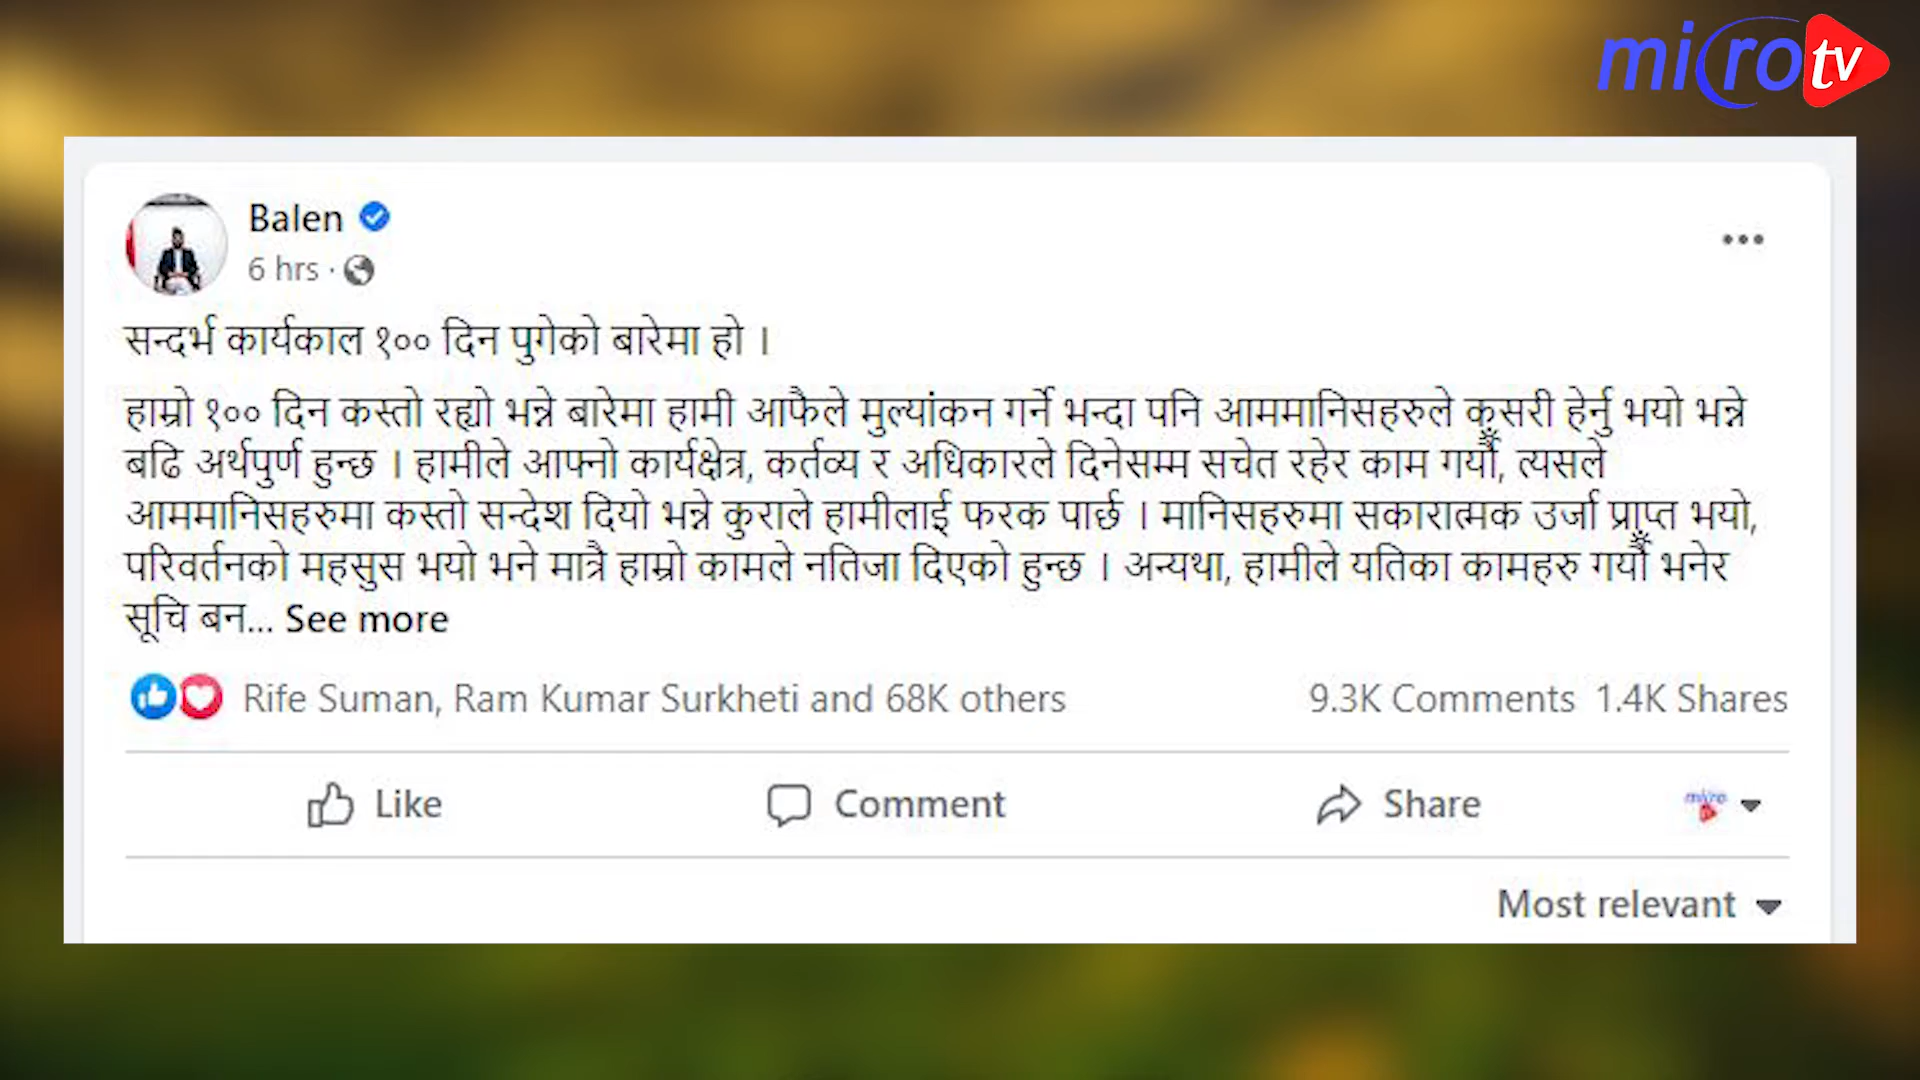 micro tv
Balen
6 hrs ·
सन्दर्भ कार्यकाल १०० दिन पुगेको बारेमा हो ।
हाम्रो १०० दिन कस्तो रह्यो भन्ने बारेमा हामी आफैले मुल्यांकन गर्ने भन्दा पनि आममानिसहरुले कसरी हेर्नु भयो भन्ने
बढि अर्थपुर्ण हुन्छ । हामीले आफ्नो कार्यक्षेत्र, कर्तव्य र अधिकारले दिनेसम्म सचेत रहेर काम गर्यौं, त्यसले
आममानिसहरुमा कस्तो सन्देश दियो भन्ने कुराले हामीलाई फरक पार्छ । मानिसहरुमा सकारात्मक उर्जा प्राप्त भयो,
परिवर्तनको महसुस भयो भने मात्रै हाम्रो कामले नतिजा दिएको हुन्छ । अन्यथा, हामीले यतिका कामहरु गर्यौं भनेर
सूचि बन... See more
Rife Suman, Ram Kumar Surkheti and 68K others 9.3K Comments 1.4K Shares
Like Comment Share micro
Most relevant